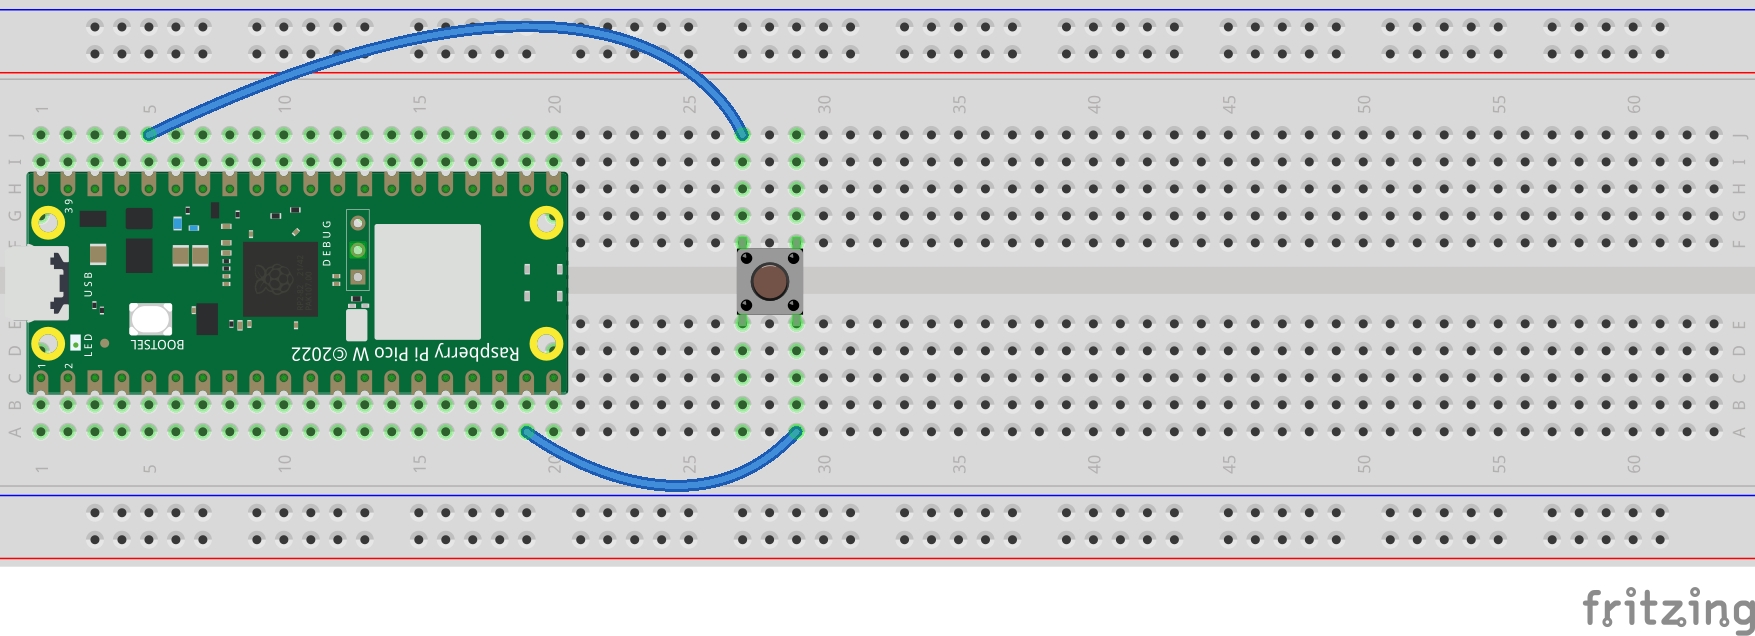 1 5 10 15 20 25 30 35 40 45 50 55 60
J J
I I
H H
G G
F F
39
DEBUG
USB
BOOTSEL
LED
Raspberry Pi Pico W ©2022
1 2
E E
D D
C C
B B
A A
1 5 10 15 20 25 30 35 40 45 50 55 60
fritzing